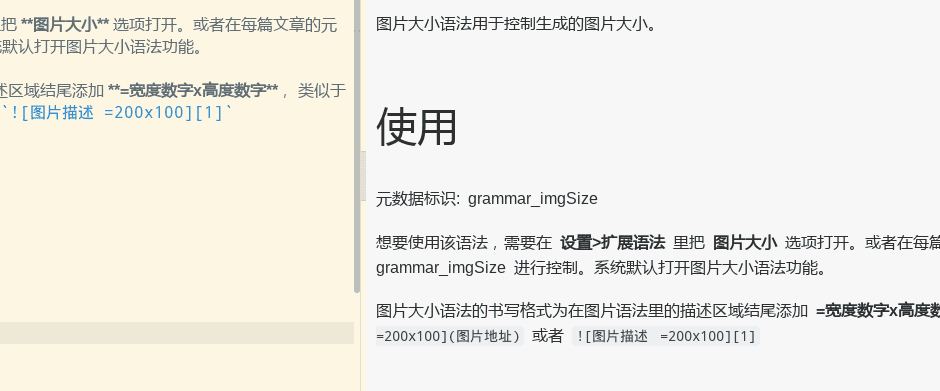 把 **图片大小** 选项打开。或者在每篇文章的元
统默认打开图片大小语法功能。
述区域结尾添加 **=宽度数字x高度数字** ，类似于
`![图片描述 =200x100][1]`
图片大小语法用于控制生成的图片大小。
使用
元数据标识: grammar_imgSize
想要使用该语法，需要在 设置>扩展语法 里把 图片大小 选项打开。或者在每篇
grammar_imgSize 进行控制。系统默认打开图片大小语法功能。
图片大小语法的书写格式为在图片语法里的描述区域结尾添加 =宽度数字x高度数
=200x100](图片地址) 或者 ![图片描述 =200x100][1]